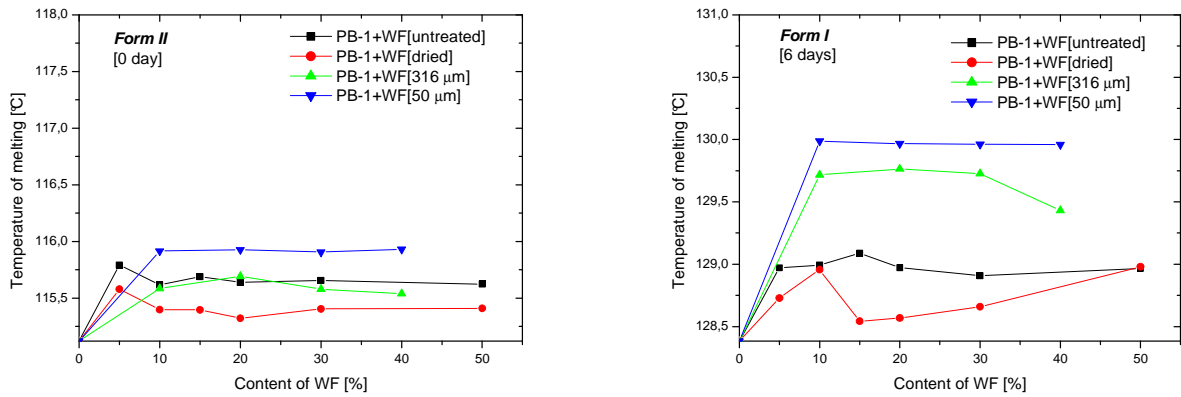 118,0
117,5
117,0
116,5
116,0
115,5
Temperature of melting [°C]
0 10 20 30 40 50
Content of WF [%]
Form II
[0 day]
PB-1+WF[untreated]
PB-1+WF[dried]
PB-1+WF[316 μm]
PB-1+WF[50 μm]
131,0
130,5
130,0
129,5
129,0
128,5
Temperature of melting [°C]
0 10 20 30 40 50
Content of WF [%]
Form I
[6 days]
PB-1+WF[untreated]
PB-1+WF[dried]
PB-1+WF[316 μm]
PB-1+WF[50 μm]